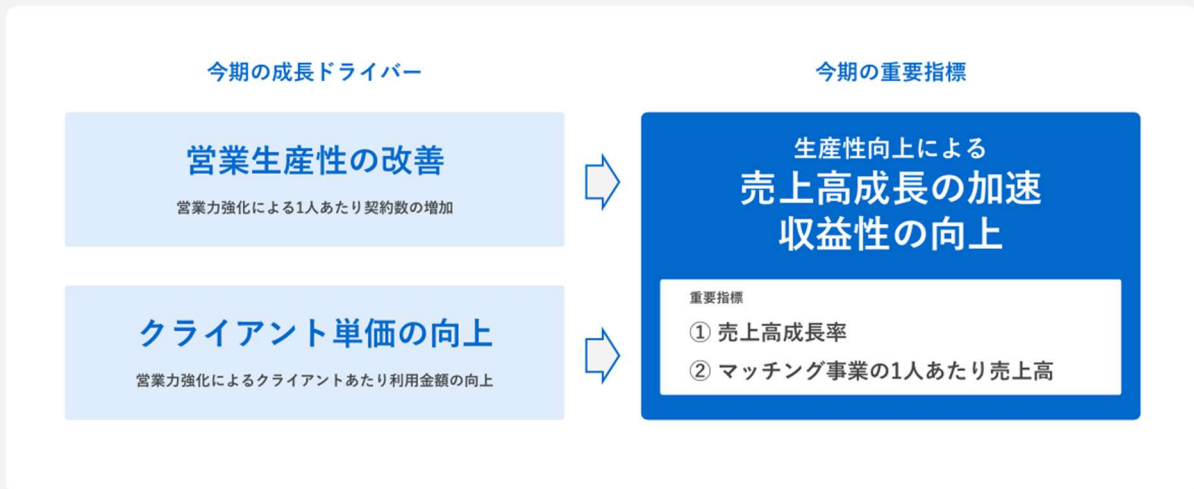 今期の成長ドライバー
営業生産性の改善
営業力強化による1人あたり契約数の増加
クライアント単価の向上
営業力強化によるクライアントあたり利用金額の向上
今期の重要指標
生産性向上による
売上高成長の加速
収益性の向上
重要指標
① 売上高成長率
② マッチング事業の1人あたり売上高